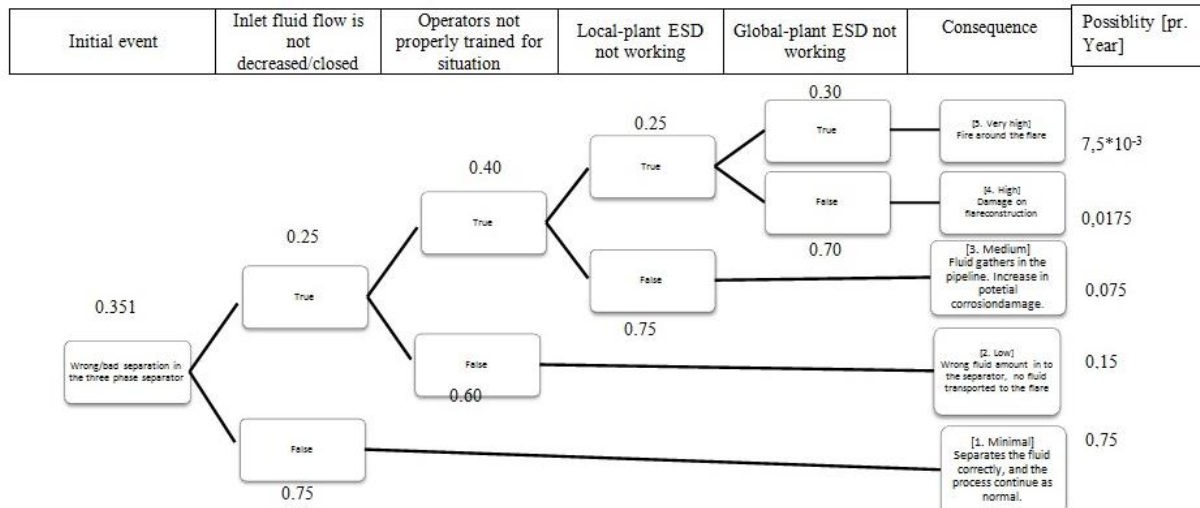 Initial event
Inlet fluid flow is
not
decreased/closed
Operators not
properly trained for
situation
Local-plant ESD
not working
Global-plant ESD not
working
Consequence
Possiblity [pr.
Year]
0.30
True
[5. Very high]
Fire around the flare
7,5*10-3
0.25
True
0.40
True
False
[4. High]
Damage on
flareconstruction
0,0175
0.70
0.25
True
False
0.75
[3. Medium]
Fluid gathers in the
pipeline. Increase in
potetial
corrosiondamage.
0.075
0.351
Wrong/bad separation in
the three phase separator
False
0.60
[2. Low]
Wrong fluid amount in to
the separator, no fluid
transported to the flare
0.15
False
0.75
[1. Minimal]
Separates the fluid
correctly, and the
process continue as
normal.
0.75